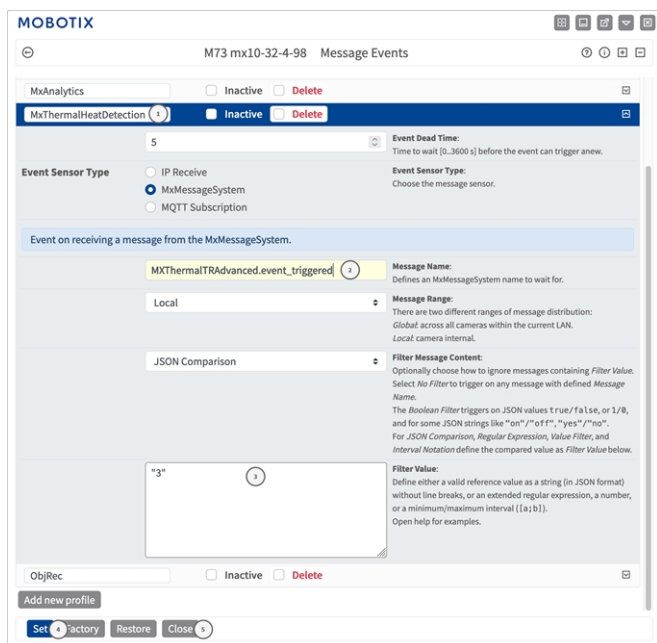 MOBOTIX
M73 mx10-32-4-98 Message Events
MxAnalytics Inactive Delete
MxThermalHeatDetection 1 Inactive Delete
5
Event Dead Time:
Time to wait [0..3600 s] before the event can trigger anew.
Event Sensor Type
IP Receive
MxMessageSystem
MQTT Subscription
Event Sensor Type:
Choose the message sensor.
Event on receiving a message from the MxMessageSystem.
MXThermalTRAdvanced.event_triggered 2
Message Name:
Defines an MxMessageSystem name to wait for.
Local
Message Range:
There are two different ranges of message distribution:
Global: across all cameras within the current LAN.
Local: camera internal.
JSON Comparison
Filter Message Content:
Optionally choose how to ignore messages containing Filter Value.
Select No Filter to trigger on any message with defined Message
Name.
The Boolean Filter triggers on JSON values true/false, or 1/0,
and for some JSON strings like "on"/"off", "yes"/"no".
For JSON Comparison, Regular Expression, Value Filter, and
Interval Notation define the compared value as Filter Value below.
"3" 3
Filter Value:
Define either a valid reference value as a string (in JSON format)
without line breaks, or an extended regular expression, a number,
or a minimum/maximum interval ([a;b]).
Open help for examples.
ObjRec Inactive Delete
Add new profile
Set 4 Factory Restore Close 5